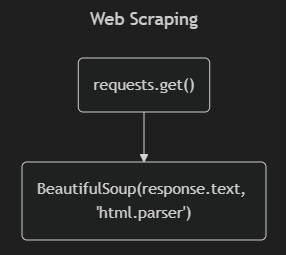 Web Scraping
requests.get()
BeautifulSoup(response.text,
'html.parser')